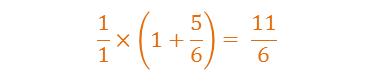 1/1 × (1 + 5/6) = 11/6